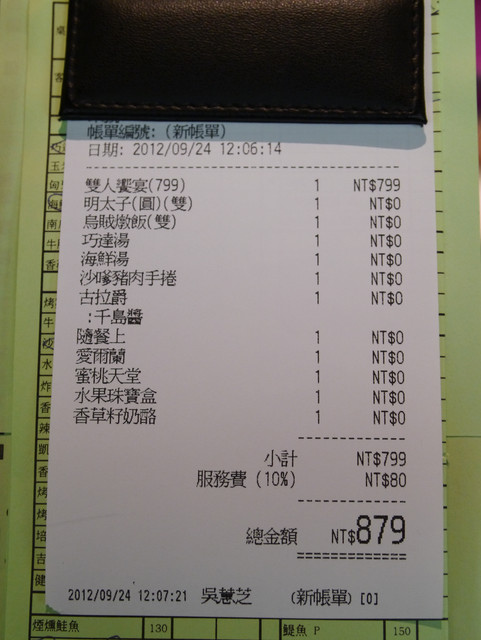 帳單編號: (新帳單)
日期: 2012/09/24 12:06:14
雙人饗宴(799) 1 NT$799
明太子(圓)(雙) 1 NT$0
烏賊燉飯(雙) 1 NT$0
巧達湯 1 NT$0
海鮮湯 1 NT$0
沙嗲豬肉手捲 1 NT$0
古拉爵 1 NT$0
:千島醬
隨餐上 1 NT$0
愛爾蘭 1 NT$0
蜜桃天堂 1 NT$0
水果珠寶盒 1 NT$0
香草籽奶酪 1 NT$0
小計 NT$799
服務費 (10%) NT$80
總金額 NT$879
2012/09/24 12:07:21 吳慧芝 (新帳單) [0]
煙燻鮭魚 130 鯷魚 P 150